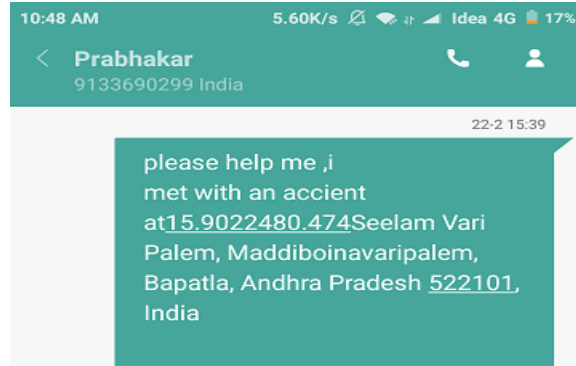 10:48 AM 5.60K/s Idea 4G 17%
Prabhakar
9133690299 India
22-2 15:39
please help me ,i
met with an accient
at15.9022480.474Seelam Vari
Palem, Maddiboinavaripalem,
Bapatla, Andhra Pradesh 522101,
India